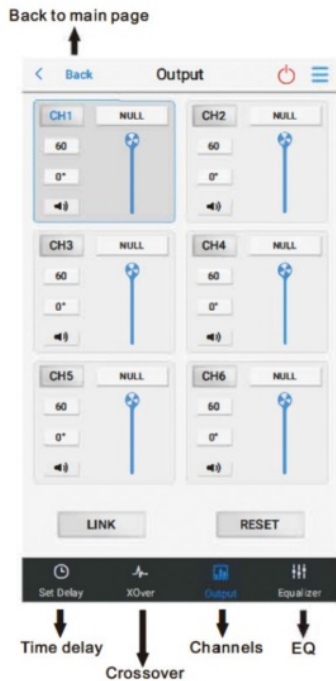 Back to main page
Back Output
CH1 NULL CH2 NULL
60 60
0° 0°
CH3 NULL CH4 NULL
60 60
0° 0°
CH5 NULL CH6 NULL
60 60
0° 0°
LINK RESET
Set Delay XOver Output Equalizer
Time delay Channels EQ
Crossover